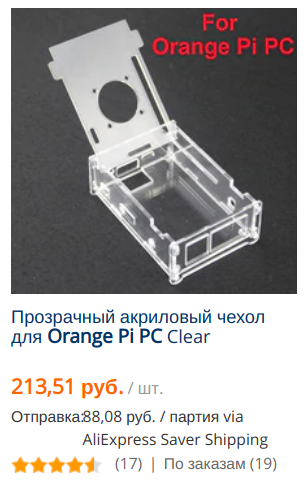 For
Orange Pi PC
Прозрачный акриловый чехол
для Orange Pi PC Clear
213,51 руб. / шт.
Отправка:88,08 руб. / партия via
AliExpress Saver Shipping
(17) | По заказам (19)